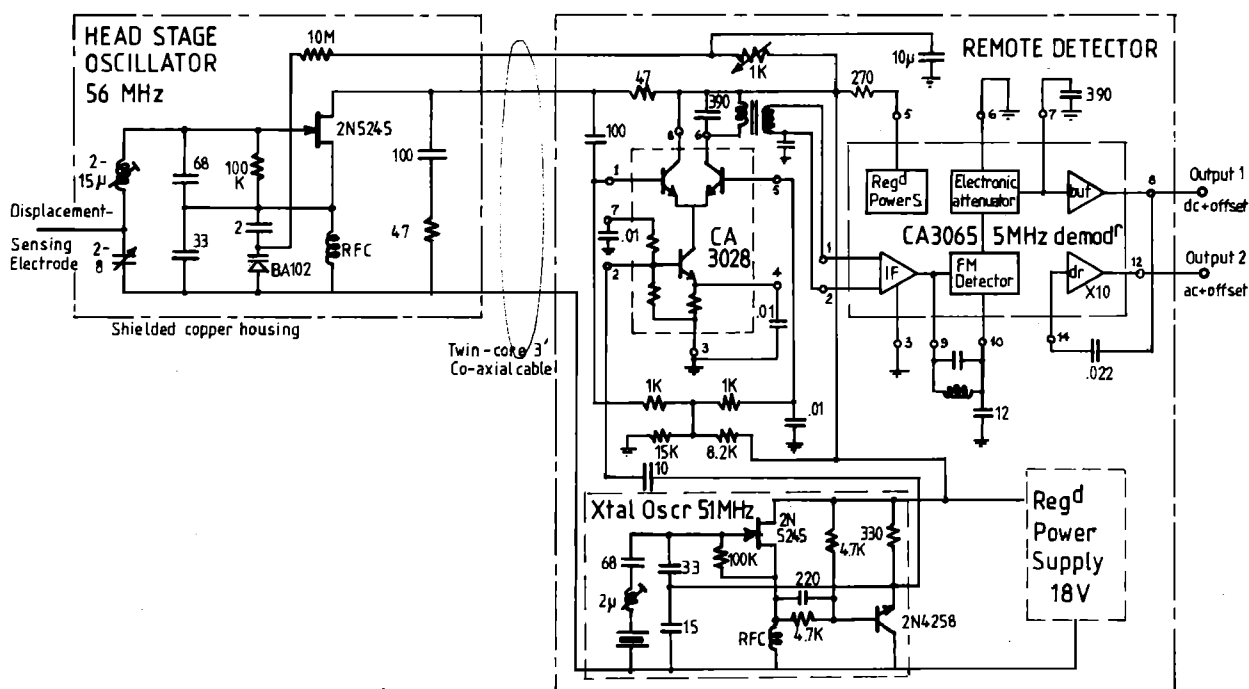 HEAD STAGE
OSCILLATOR
56 MHz
10M
2N5245
2-
15µ
68
100
K
2
33
100
47
Displacement-
Sensing
Electrode
2-
8
BA102
RFC
Shielded copper housing
Twin-core 3'
Co-axial cable
REMOTE DETECTOR
1K
10µ
47
390
270
390
100
8
6
5
6
7
1
5
7
.01
2
CA
3028
4
.01
3
Regd
Power S.
Electronic
attenuator
buf
8
Output 1
dc+offset
CA3065, 5MHz demodr
1
2
IF
FM
Detector
dr
X10
12
Output 2
ac+offset
3
9
10
14
.022
12
1K
1K
.01
15K
8.2K
10
Xtal Oscr 51MHz
2N
5245
68
33
100K
4.7K
330
2µ
220
15
RFC
4.7K
2N4258
Regd
Power
Supply
18V